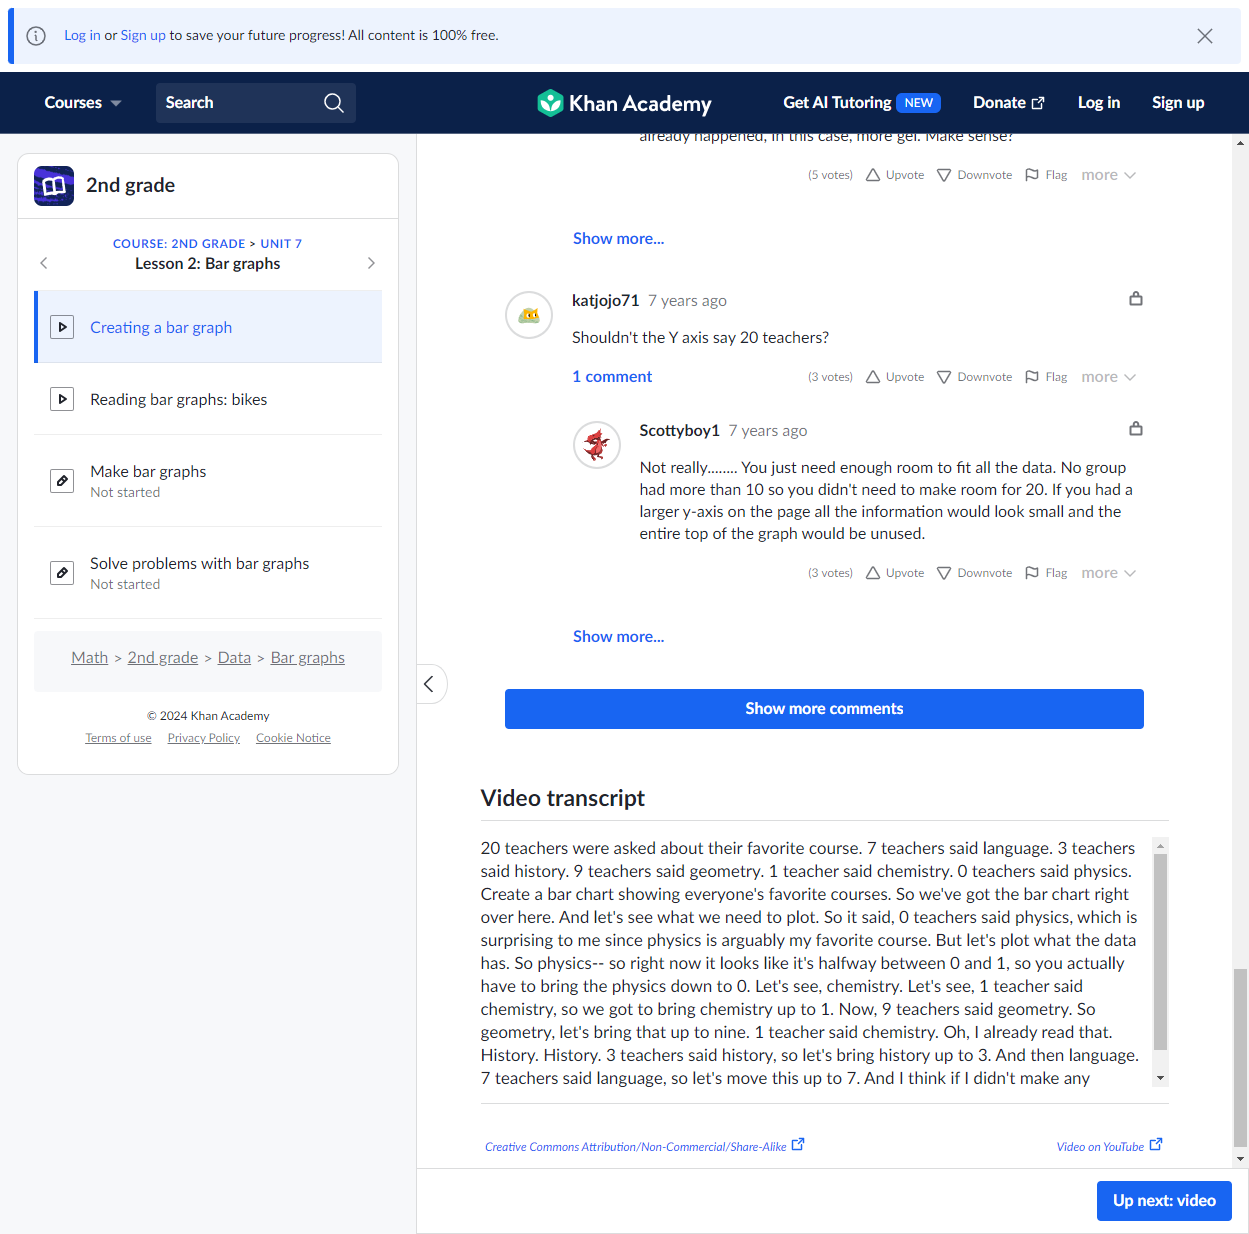 Log in or Sign up to save your future progress! All content is 100% free.
Courses
Search
Khan Academy
Get AI Tutoring NEW
Donate
Log in
Sign up
2nd grade
COURSE: 2ND GRADE > UNIT 7
Lesson 2: Bar graphs
Creating a bar graph
Reading bar graphs: bikes
Make bar graphs
Not started
Solve problems with bar graphs
Not started
Math > 2nd grade > Data > Bar graphs
© 2024 Khan Academy
Terms of use Privacy Policy Cookie Notice
already happened, in this case, more gel. Make sense?
(5 votes) Upvote Downvote Flag more
Show more...
katjojo71 7 years ago
Shouldn't the Y axis say 20 teachers?
1 comment (3 votes) Upvote Downvote Flag more
Scottyboy1 7 years ago
Not really........ You just need enough room to fit all the data. No group
had more than 10 so you didn't need to make room for 20. If you had a
larger y-axis on the page all the information would look small and the
entire top of the graph would be unused.
(3 votes) Upvote Downvote Flag more
Show more...
Show more comments
Video transcript
20 teachers were asked about their favorite course. 7 teachers said language. 3 teachers
said history. 9 teachers said geometry. 1 teacher said chemistry. 0 teachers said physics.
Create a bar chart showing everyone's favorite courses. So we've got the bar chart right
over here. And let's see what we need to plot. So it said, 0 teachers said physics, which is
surprising to me since physics is arguably my favorite course. But let's plot what the data
has. So physics-- so right now it looks like it's halfway between 0 and 1, so you actually
have to bring the physics down to 0. Let's see, chemistry. Let's see, 1 teacher said
chemistry, so we got to bring chemistry up to 1. Now, 9 teachers said geometry. So
geometry, let's bring that up to nine. 1 teacher said chemistry. Oh, I already read that.
History. History. 3 teachers said history, so let's bring history up to 3. And then language.
7 teachers said language, so let's move this up to 7. And I think if I didn't make any
Creative Commons Attribution/Non-Commercial/Share-Alike
Video on YouTube
Up next: video